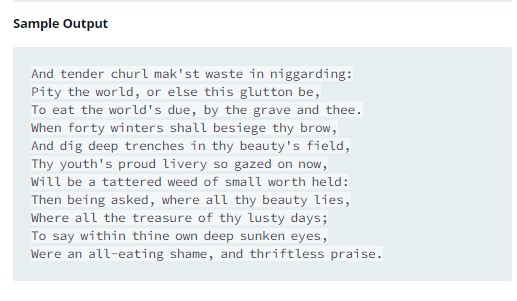 Sample Output
And tender churl mak'st waste in niggarding:
Pity the world, or else this glutton be,
To eat the world's due, by the grave and thee.
When forty winters shall besiege thy brow,
And dig deep trenches in thy beauty's field,
Thy youth's proud livery so gazed on now,
Will be a tattered weed of small worth held:
Then being asked, where all thy beauty lies,
Where all the treasure of thy lusty days;
To say within thine own deep sunken eyes,
Were an all-eating shame, and thriftless praise.